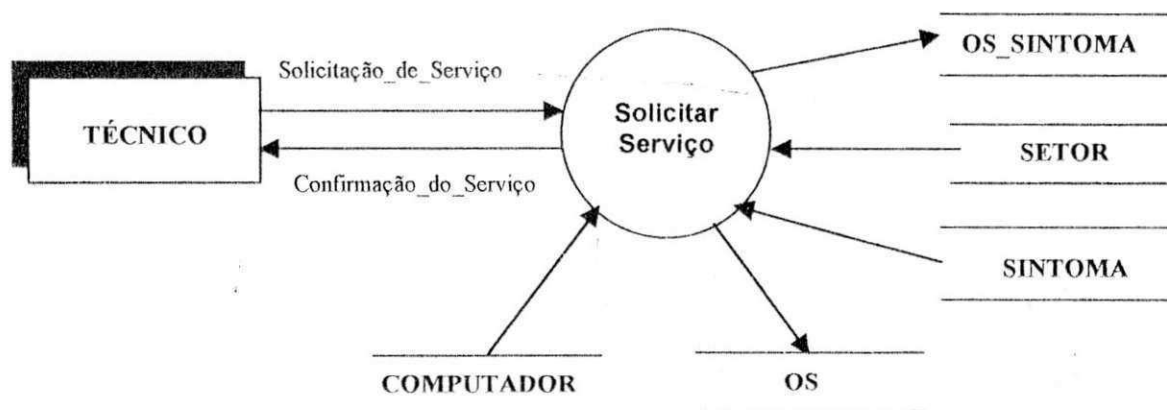 Solicitação_de_Serviço
TÉCNICO
Confirmação_do_Serviço
Solicitar
Serviço
OS_SINTOMA
SETOR
SINTOMA
COMPUTADOR
OS